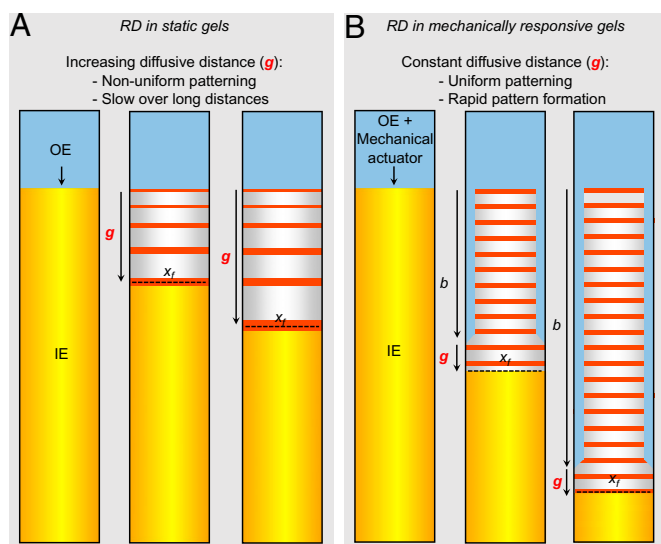 A
RD in static gels
Increasing diffusive distance (g):
- Non-uniform patterning
- Slow over long distances
OE
g
x_f
g
x_f
IE
B
RD in mechanically responsive gels
Constant diffusive distance (g):
- Uniform patterning
- Rapid pattern formation
OE +
Mechanical
actuator
b
b
IE
g
x_f
g
x_f